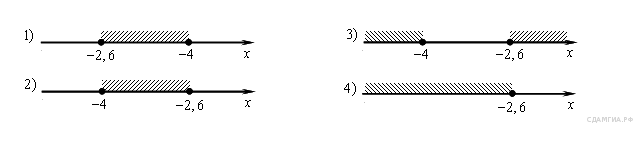 1)
−2,6 −4 x
2)
−4 −2,6 x
3)
−4 −2,6 x
4)
−2,6 x
СДАМГИА.РФ